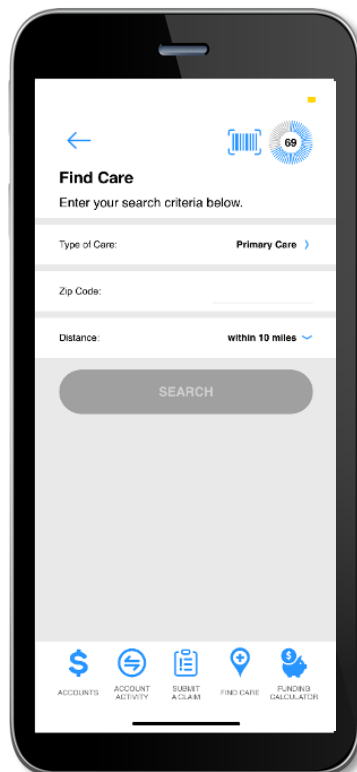 69
Find Care
Enter your search criteria below.
Type of Care: Primary Care
Zip Code:
Distance: within 10 miles
SEARCH
ACCOUNTS
ACCOUNT
ACTIVITY
SUBMIT
A CLAIM
FIND CARE
FUNDING
CALCULATOR